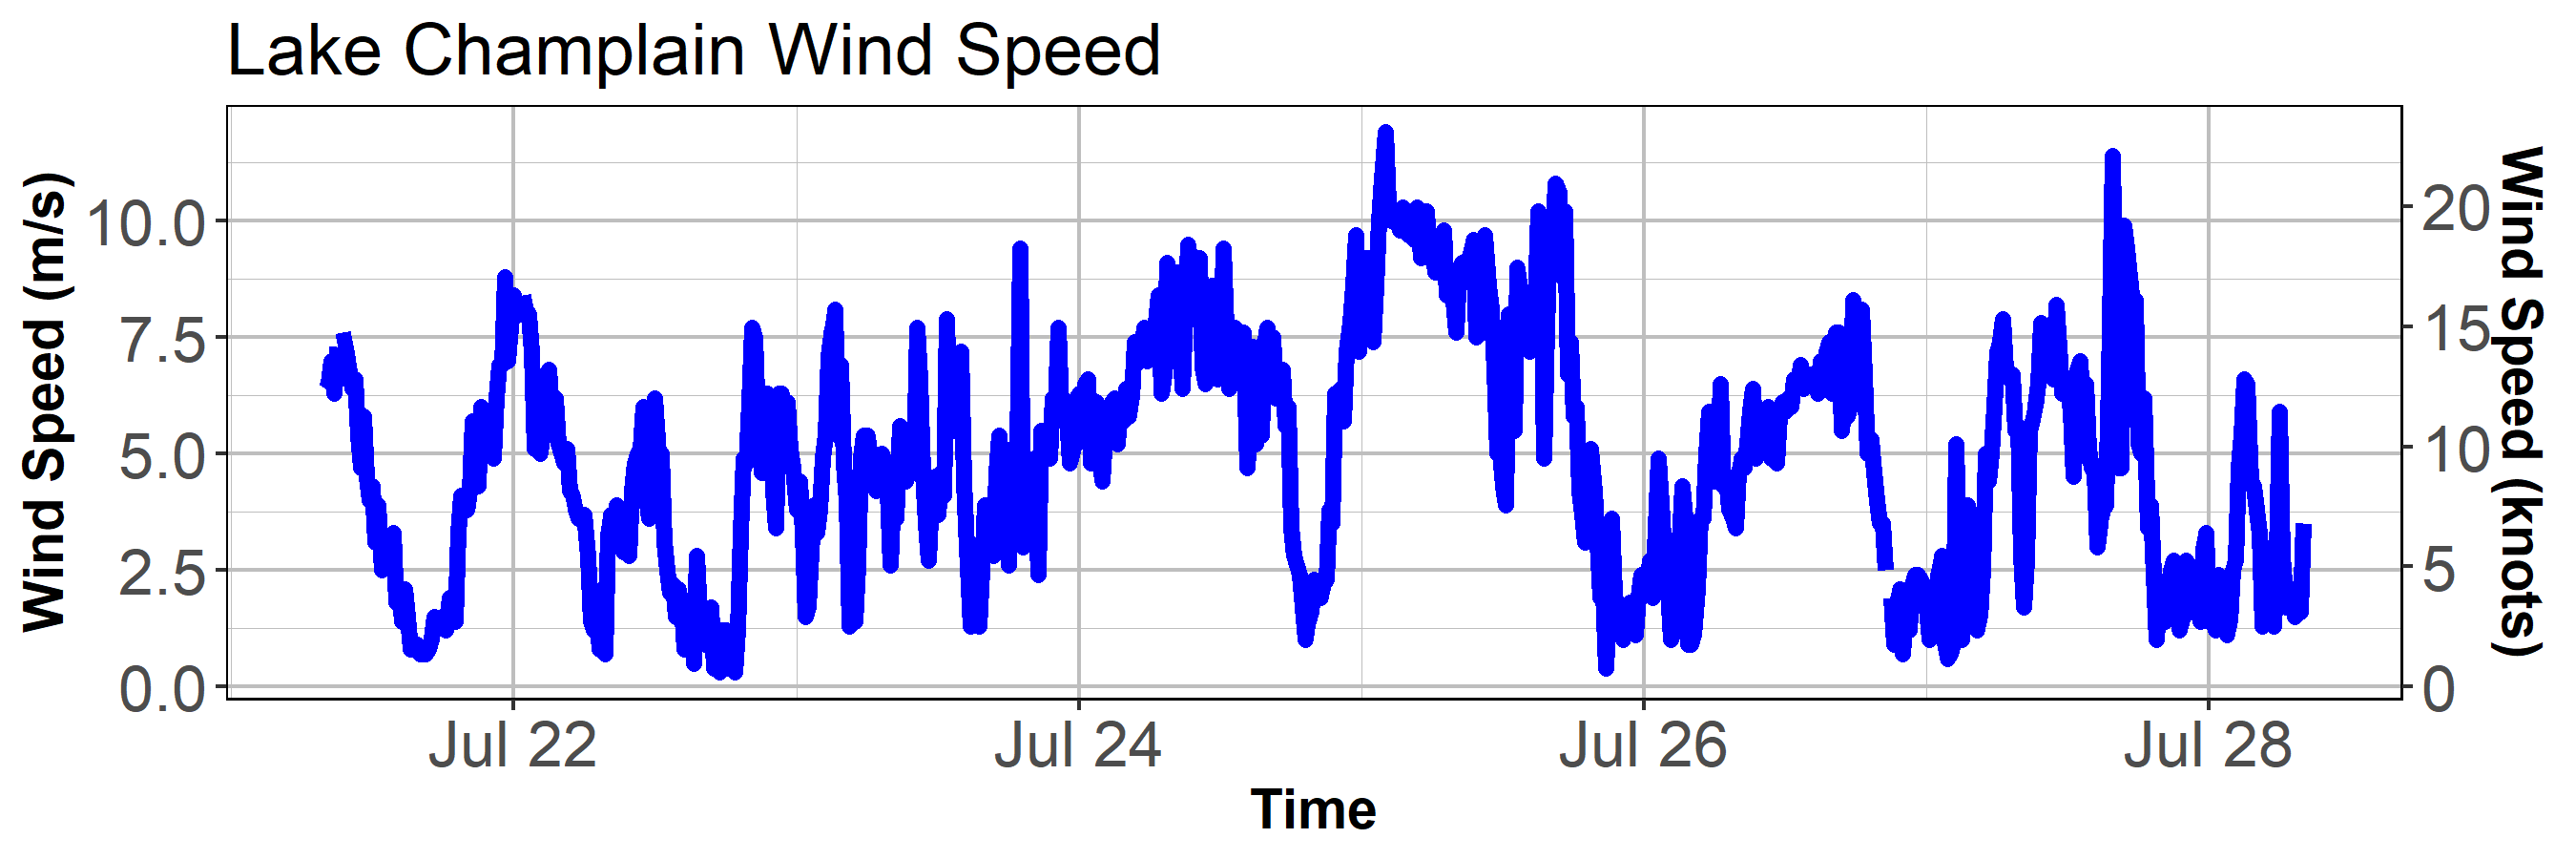 Lake Champlain Wind Speed
Wind Speed (m/s)
10.0
7.5
5.0
2.5
0.0
20
15
10
5
0
Wind Speed (knots)
Jul 22
Jul 24
Jul 26
Jul 28
Time